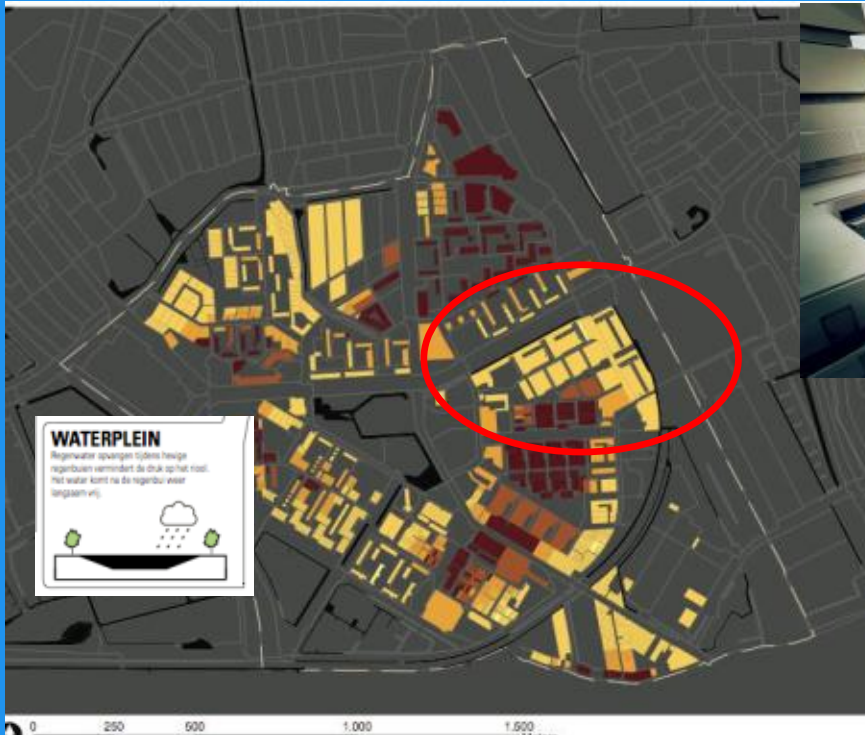 WATERPLEIN
Regenwater opvangen tijdens hevige
regenbuien vermindert de druk op het riool.
Het water komt na de regenbui weer
langzaam vrij.
0 250 500 1.000 1.500